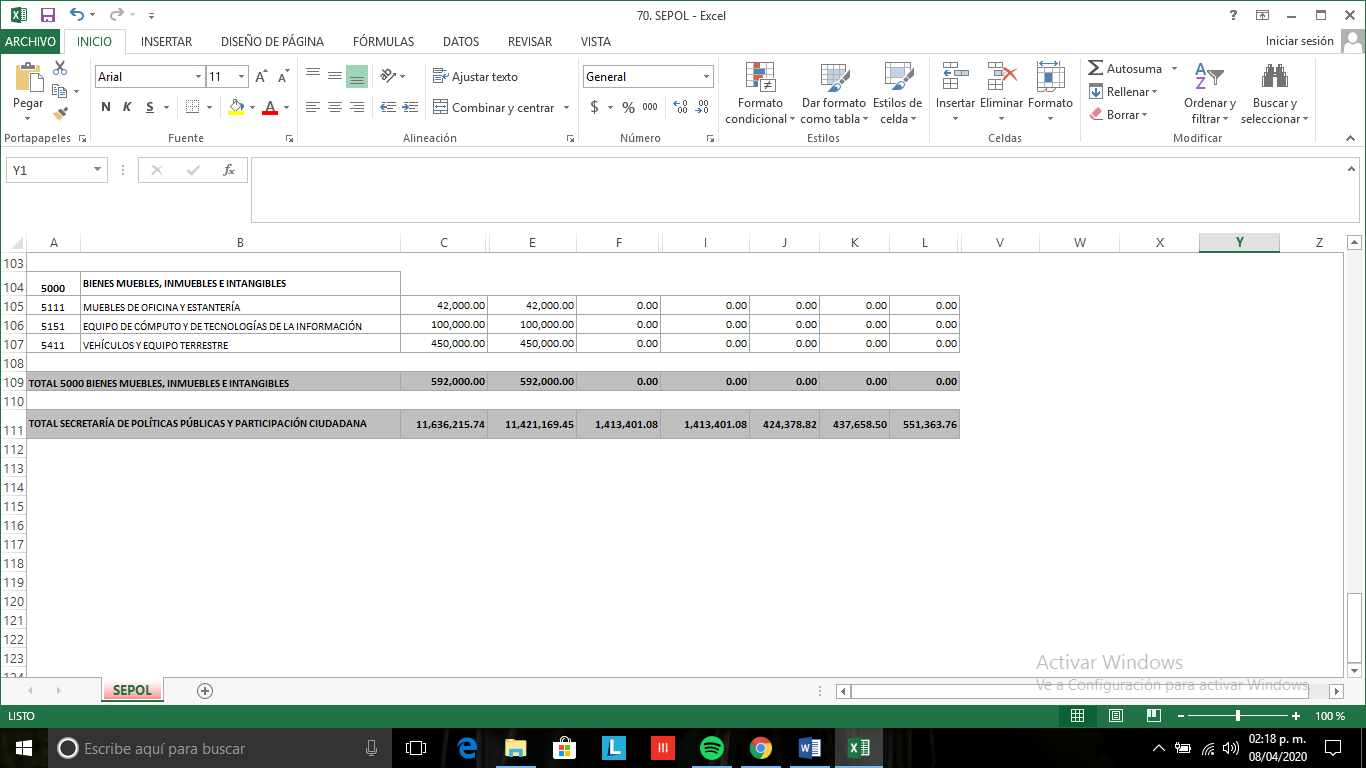 70. SEPOL - Excel
ARCHIVO INICIO INSERTAR DISEÑO DE PÁGINA FÓRMULAS DATOS REVISAR VISTA Iniciar sesión
Pegar
Portapapeles
Arial 11
N K S A
Fuente
Ajustar texto
Combinar y centrar
Alineación
General
$ % 000
Número
Formato condicional
Dar formato como tabla
Estilos de celda
Estilos
Insertar Eliminar Formato
Celdas
Autosuma
Rellenar
Borrar
Ordenar y filtrar
Buscar y seleccionar
Modificar
Y1 fx
A B C E F I J K L V W X Y Z
103
104 5000 BIENES MUEBLES, INMUEBLES E INTANGIBLES
105 5111 MUEBLES DE OFICINA Y ESTANTERÍA 42,000.00 42,000.00 0.00 0.00 0.00 0.00 0.00
106 5151 EQUIPO DE CÓMPUTO Y DE TECNOLOGÍAS DE LA INFORMACIÓN 100,000.00 100,000.00 0.00 0.00 0.00 0.00 0.00
107 5411 VEHÍCULOS Y EQUIPO TERRESTRE 450,000.00 450,000.00 0.00 0.00 0.00 0.00 0.00
108
109 TOTAL 5000 BIENES MUEBLES, INMUEBLES E INTANGIBLES 592,000.00 592,000.00 0.00 0.00 0.00 0.00 0.00
110
111 TOTAL SECRETARÍA DE POLÍTICAS PÚBLICAS Y PARTICIPACIÓN CIUDADANA 11,636,215.74 11,421,169.45 1,413,401.08 1,413,401.08 424,378.82 437,658.50 551,363.76
112
113
114
115
116
117
118
119
120
121
122
123
124
Activar Windows
Ve a Configuración para activar Windows.
SEPOL
LISTO 100 %
Escribe aquí para buscar
02:18 p. m.
08/04/2020